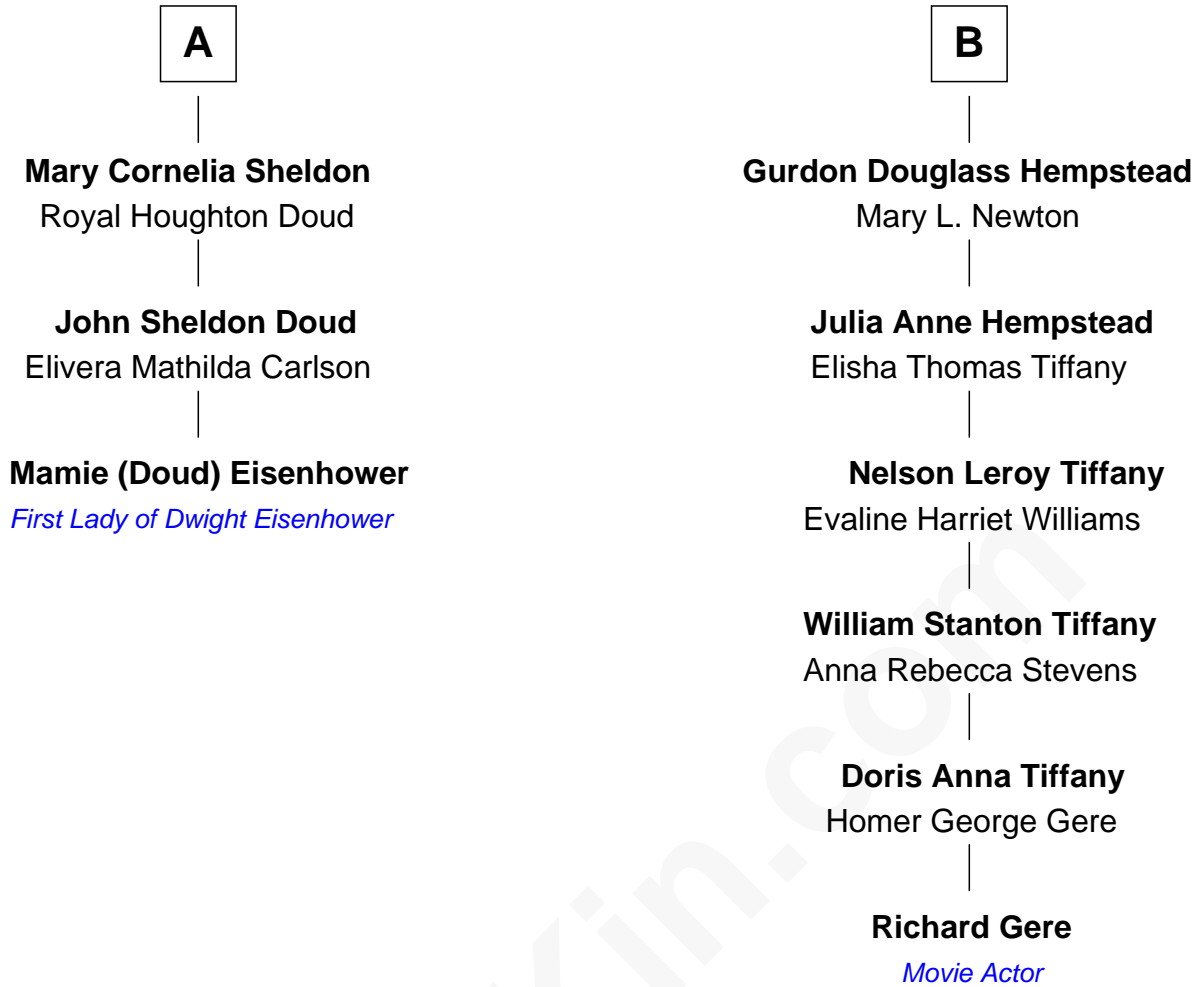 A
Mary Cornelia Sheldon
Royal Houghton Doud
John Sheldon Doud
Elivera Mathilda Carlson
Mamie (Doud) Eisenhower
First Lady of Dwight Eisenhower
B
Gurdon Douglass Hempstead
Mary L. Newton
Julia Anne Hempstead
Elisha Thomas Tiffany
Nelson Leroy Tiffany
Evaline Harriet Williams
William Stanton Tiffany
Anna Rebecca Stevens
Doris Anna Tiffany
Homer George Gere
Richard Gere
Movie Actor
Kin.com